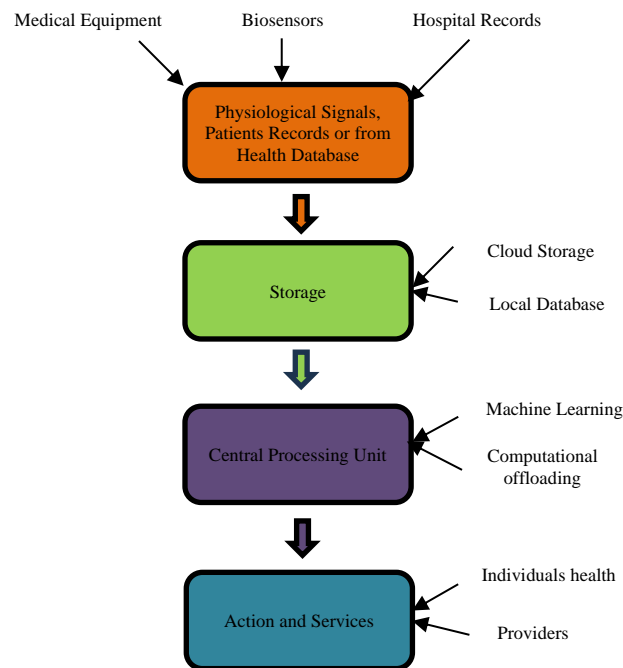 Medical Equipment
Biosensors
Hospital Records
Physiological Signals,
Patients Records or from
Health Database
Storage
Cloud Storage
Local Database
Central Processing Unit
Machine Learning
Computational
offloading
Action and Services
Individuals health
Providers